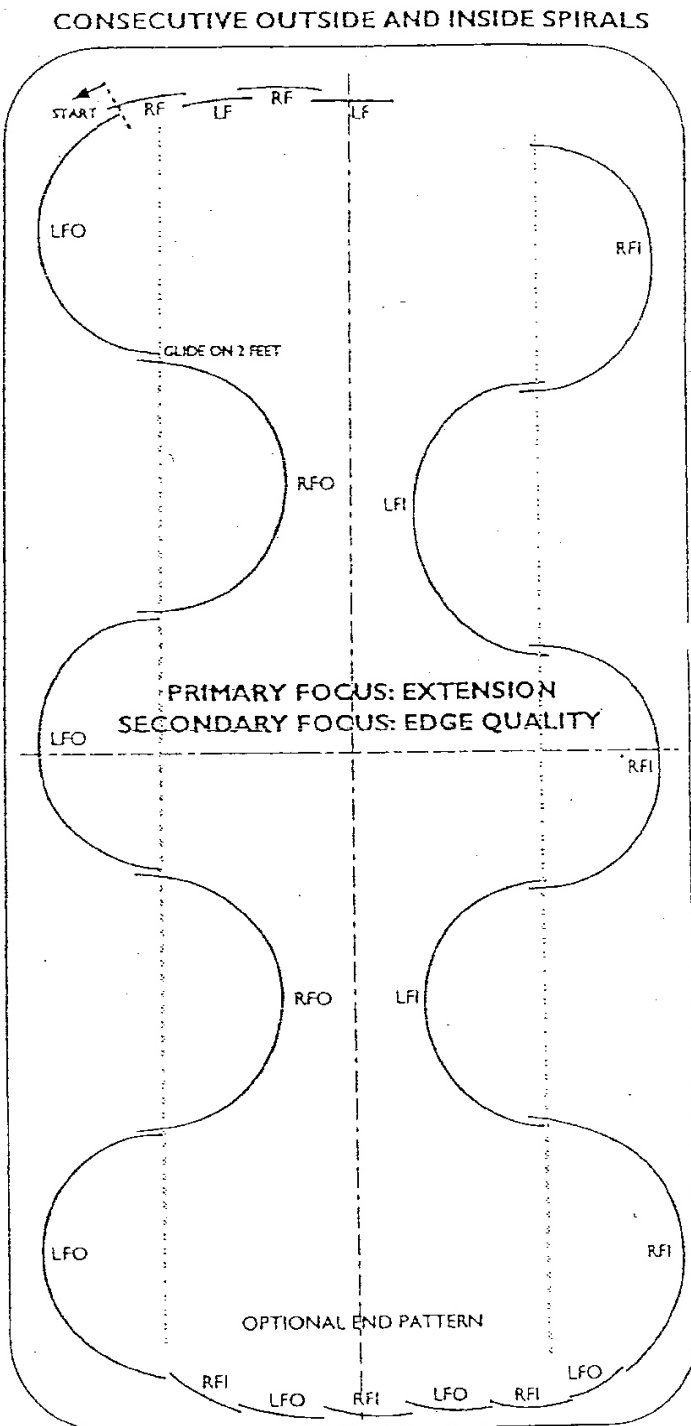 CONSECUTIVE OUTSIDE AND INSIDE SPIRALS
START
RF
LF
RF
LF
LFO
RFI
GLIDE ON 2 FEET
RFO
LFI
PRIMARY FOCUS: EXTENSION
SECONDARY FOCUS: EDGE QUALITY
LFO
RFI
RFO
LFI
LFO
RFI
OPTIONAL END PATTERN
RFI
LFO
RFI
LFO
RFI
LFO